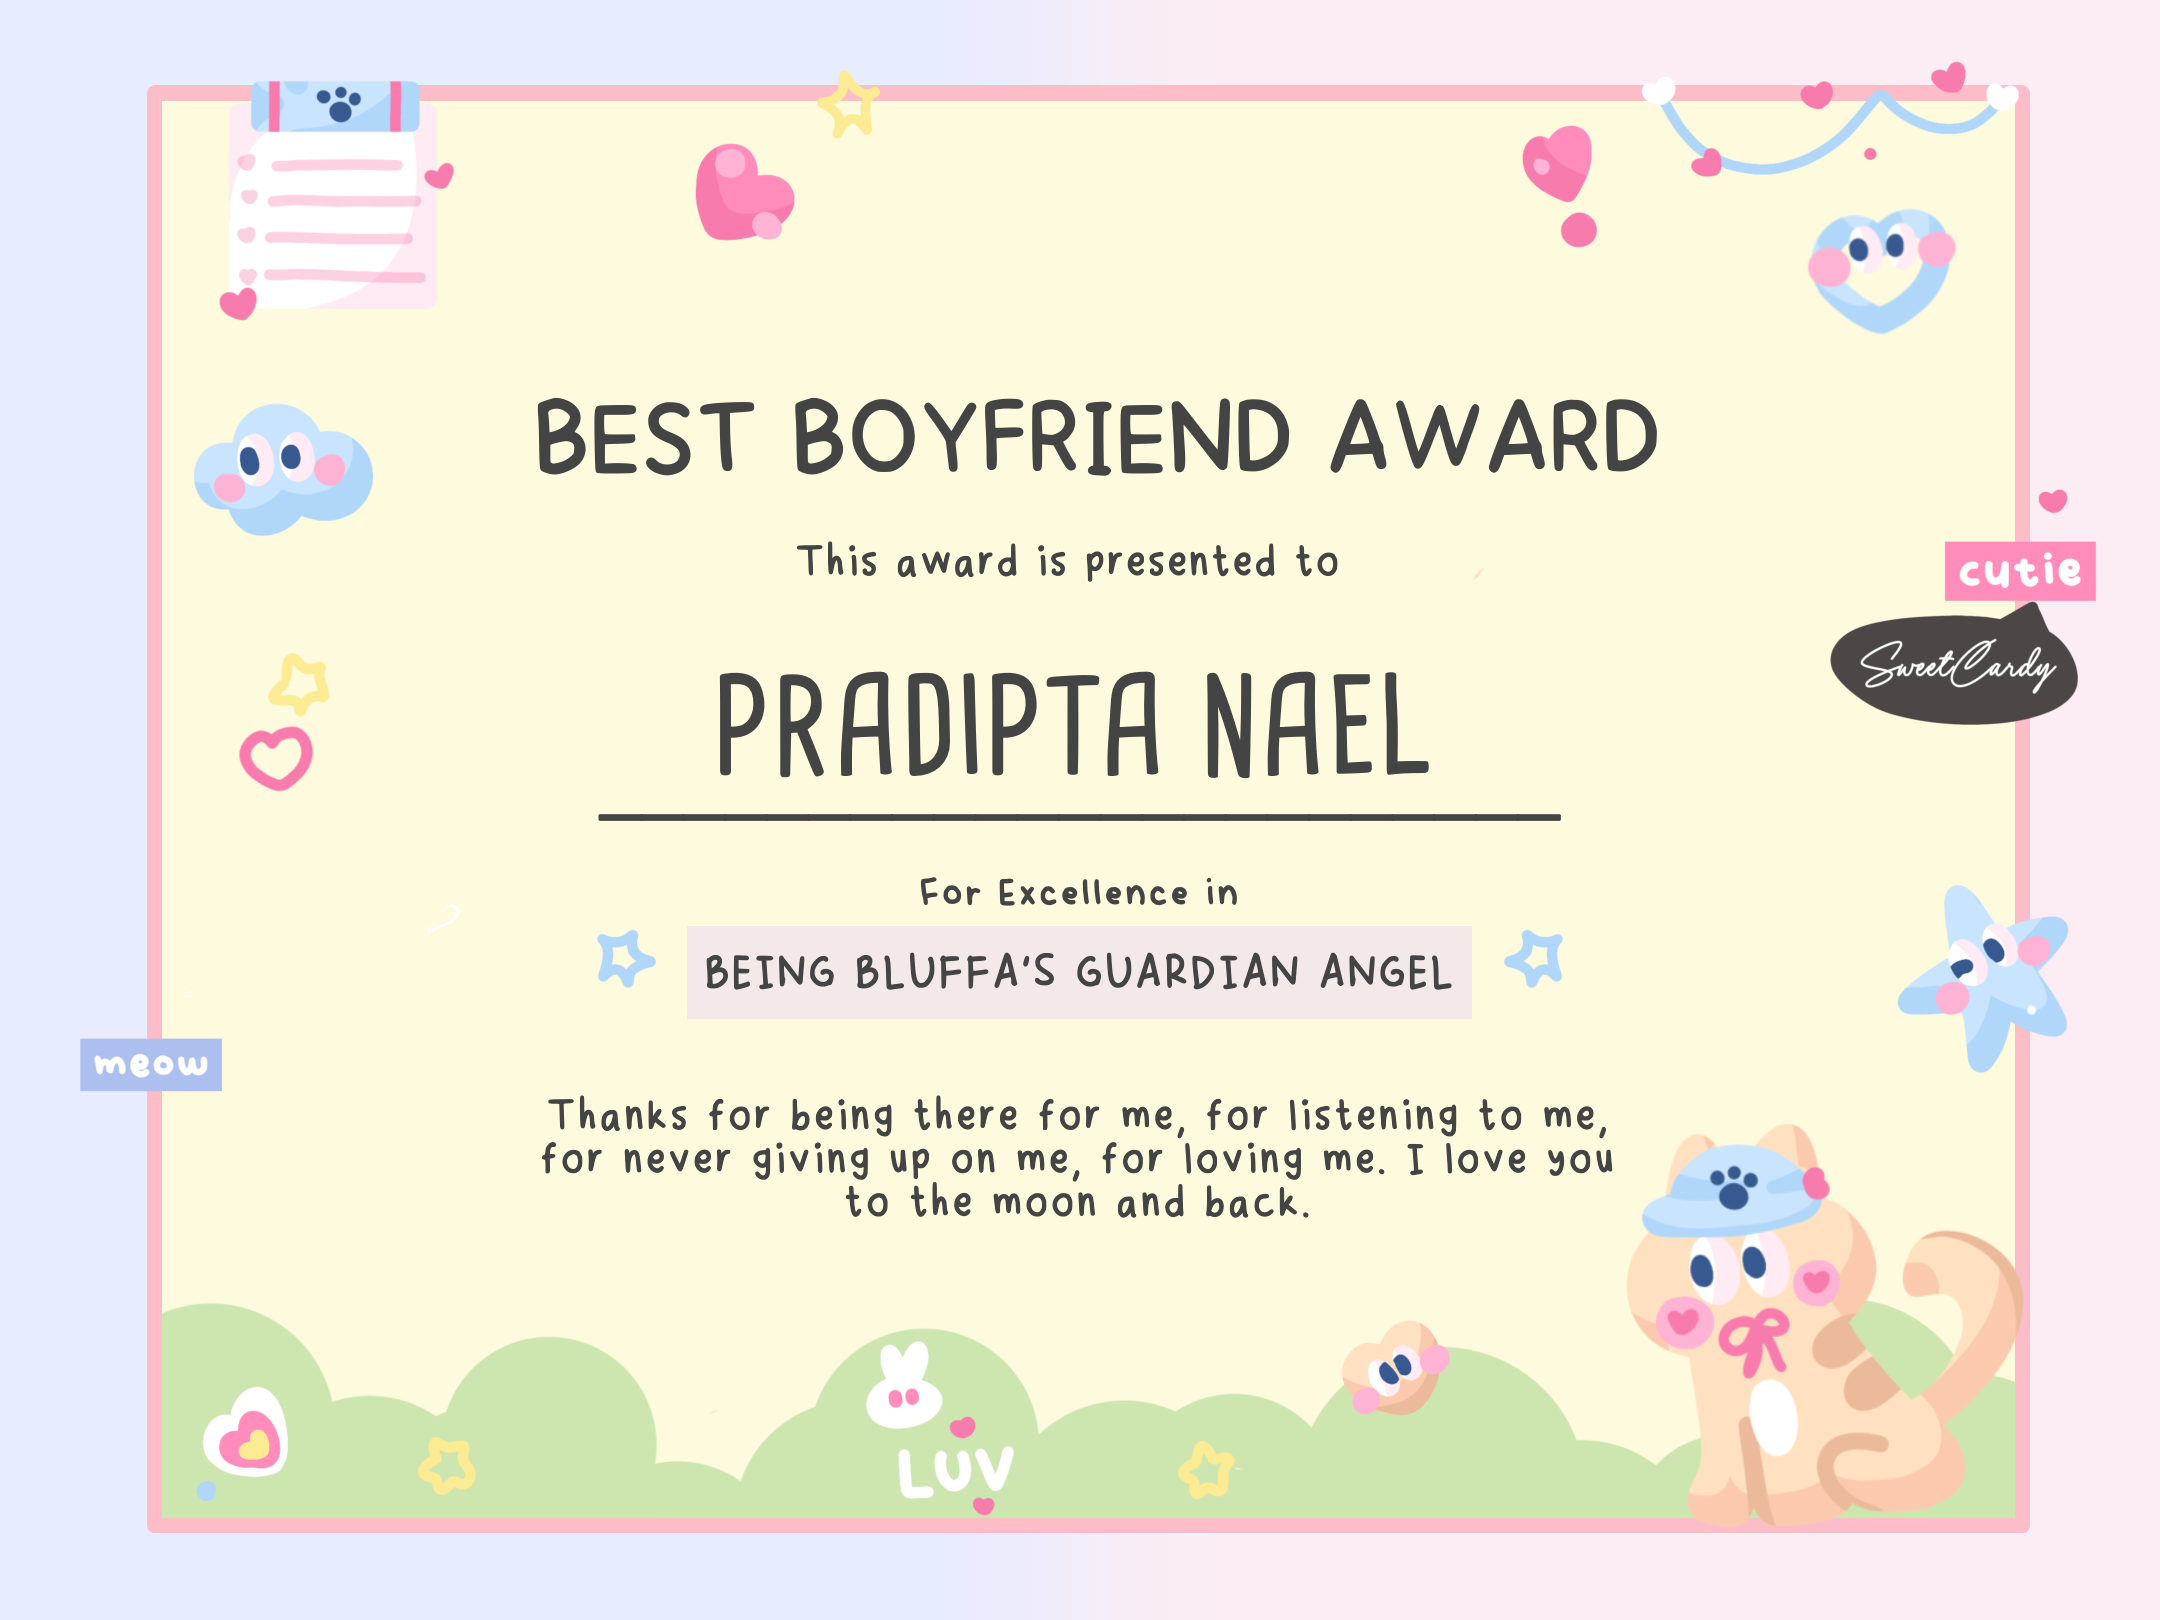 BEST BOYFRIEND AWARD
This award is presented to
cutie
SweetCardy
PRADIPTA NAEL
For Excellence in
BEING BLUFFA'S GUARDIAN ANGEL
meow
Thanks for being there for me, for listening to me,
for never giving up on me, for loving me. I love you
to the moon and back.
LUV